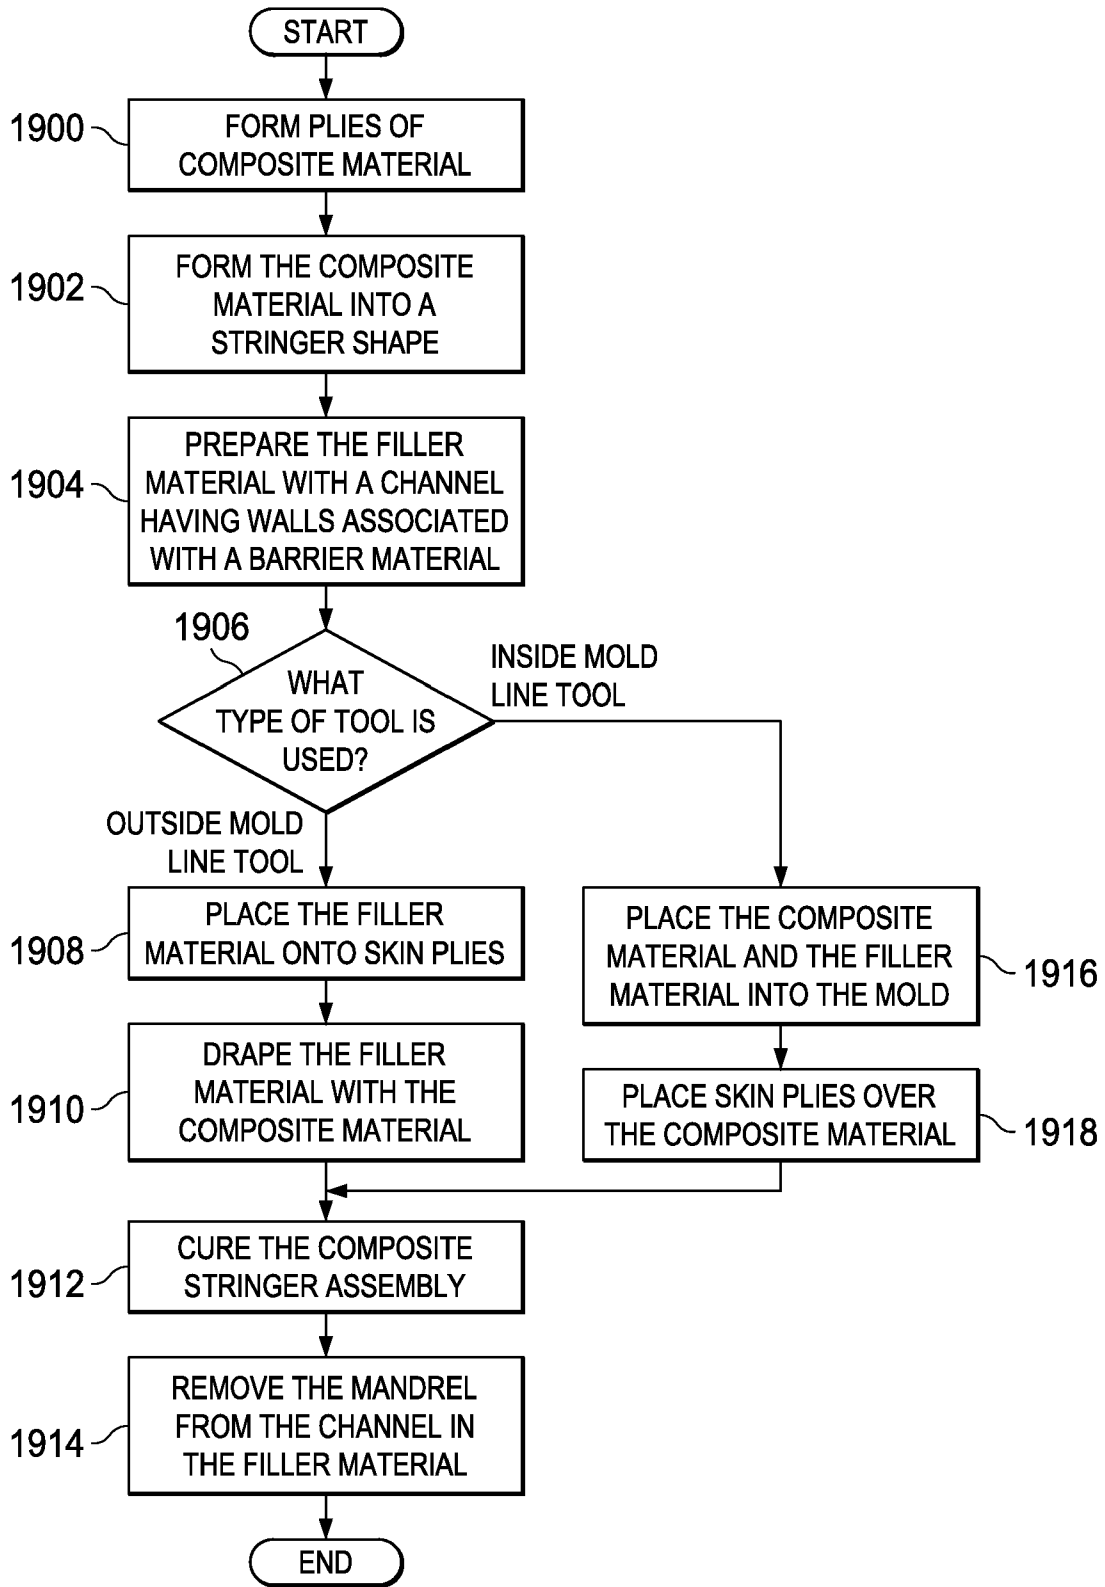 START
1900
FORM PLIES OF
COMPOSITE MATERIAL
1902
FORM THE COMPOSITE
MATERIAL INTO A
STRINGER SHAPE
1904
PREPARE THE FILLER
MATERIAL WITH A CHANNEL
HAVING WALLS ASSOCIATED
WITH A BARRIER MATERIAL
1906
WHAT
TYPE OF TOOL IS
USED?
INSIDE MOLD
LINE TOOL
OUTSIDE MOLD
LINE TOOL
1908
PLACE THE FILLER
MATERIAL ONTO SKIN PLIES
1910
DRAPE THE FILLER
MATERIAL WITH THE
COMPOSITE MATERIAL
PLACE THE COMPOSITE
MATERIAL AND THE FILLER
MATERIAL INTO THE MOLD
1916
PLACE SKIN PLIES OVER
THE COMPOSITE MATERIAL
1918
1912
CURE THE COMPOSITE
STRINGER ASSEMBLY
1914
REMOVE THE MANDREL
FROM THE CHANNEL IN
THE FILLER MATERIAL
END